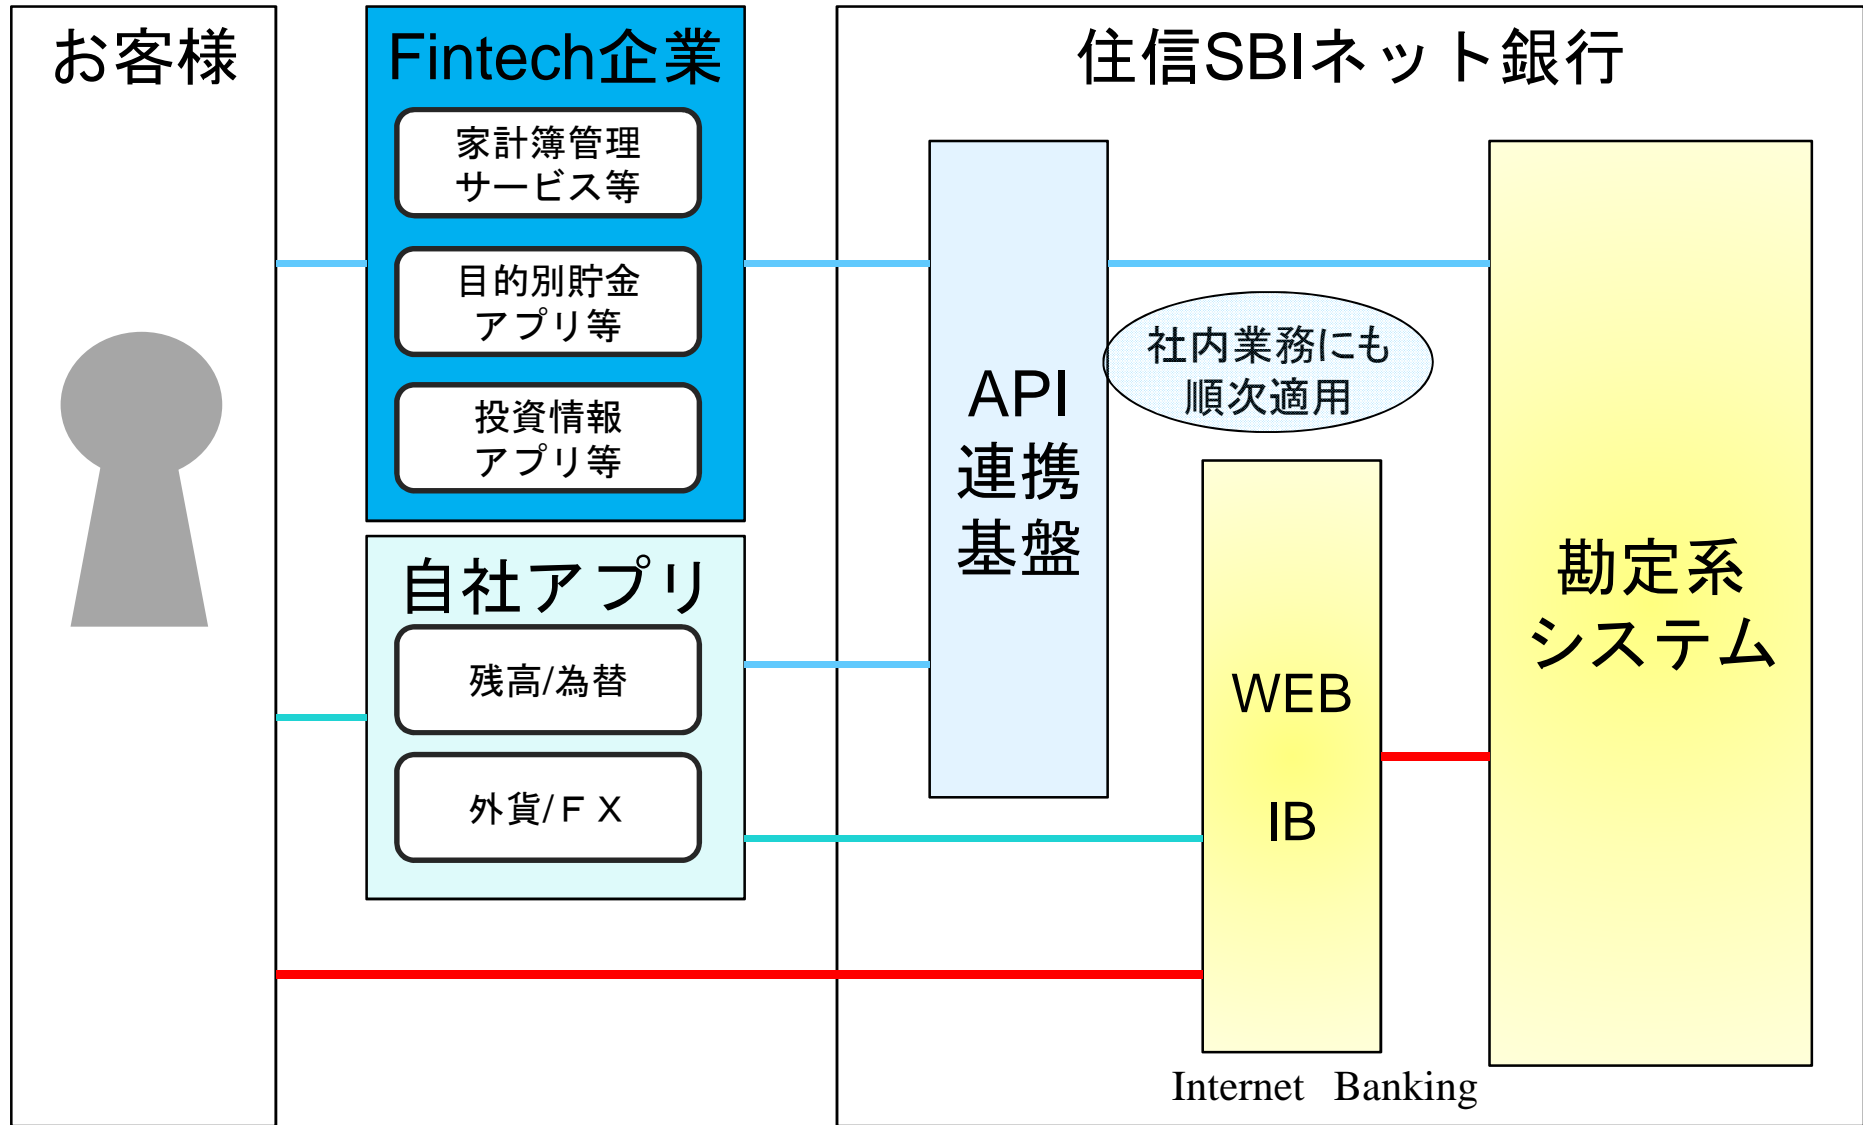 お客様
Fintech企業
家計簿管理
サービス等
目的別貯金
アプリ等
投資情報
アプリ等
自社アプリ
残高/為替
外貨/ＦＸ
住信SBIネット銀行
API
連携
基盤
社内業務にも
順次適用
WEB
IB
Internet Banking
勘定系
システム